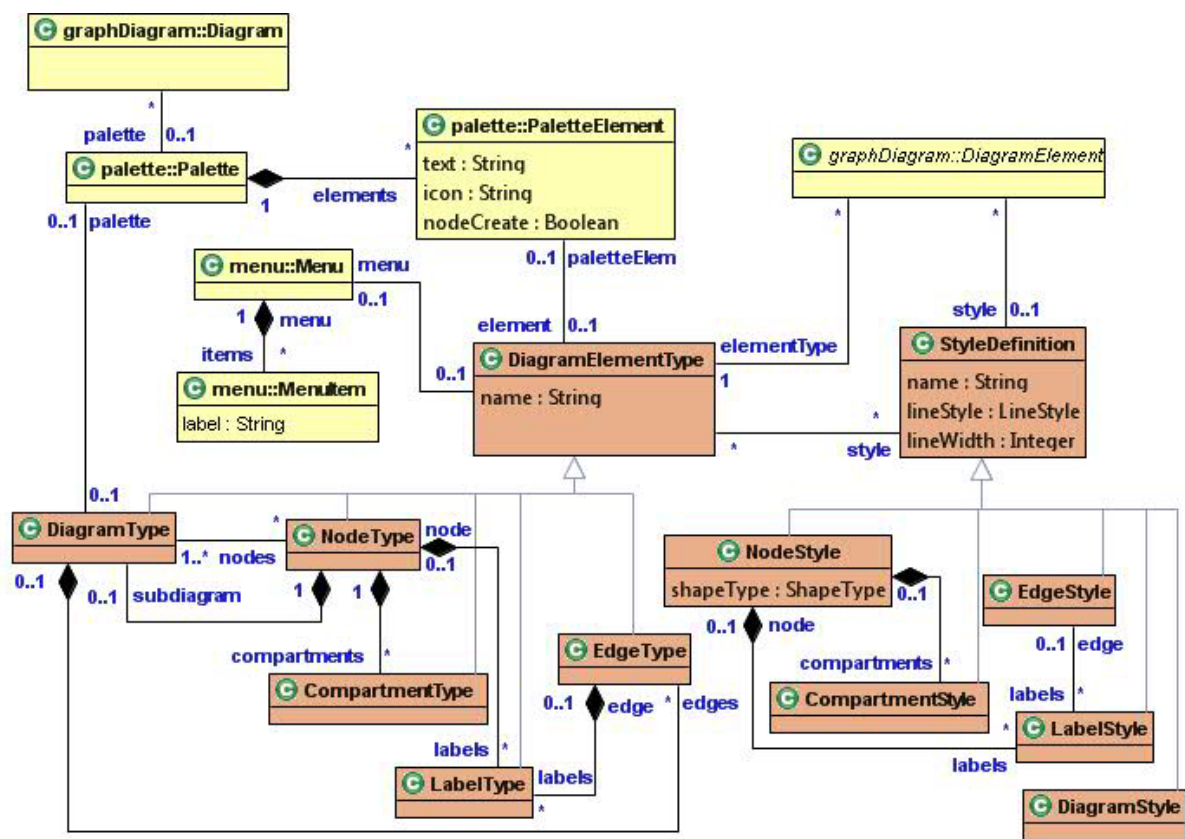 graphDiagram::Diagram
*
palette 0..1
palette::Palette
1
elements
*
palette::PaletteElement
text : String
icon : String
nodeCreate : Boolean
graphDiagram::DiagramElement
*
*
0..1 palette
menu::Menu
menu
0..1
1 menu
items *
menu::MenuItem
label : String
0..1 paletteElem
element 0..1
0..1
DiagramElementType
name : String
elementType
1
style 0..1
StyleDefinition
name : String
lineStyle : LineStyle
lineWidth : Integer
*
style
*
0..1
DiagramType
*
1..* nodes
NodeType
node
0..1
0..1
0..1 subdiagram
1
1
compartments *
CompartmentType
EdgeType
0..1 edge
* edges
labels *
labels
*
LabelType
NodeStyle
shapeType : ShapeType
0..1
0..1 node
compartments *
CompartmentStyle
EdgeStyle
0..1 edge
labels *
*
labels
LabelStyle
DiagramStyle